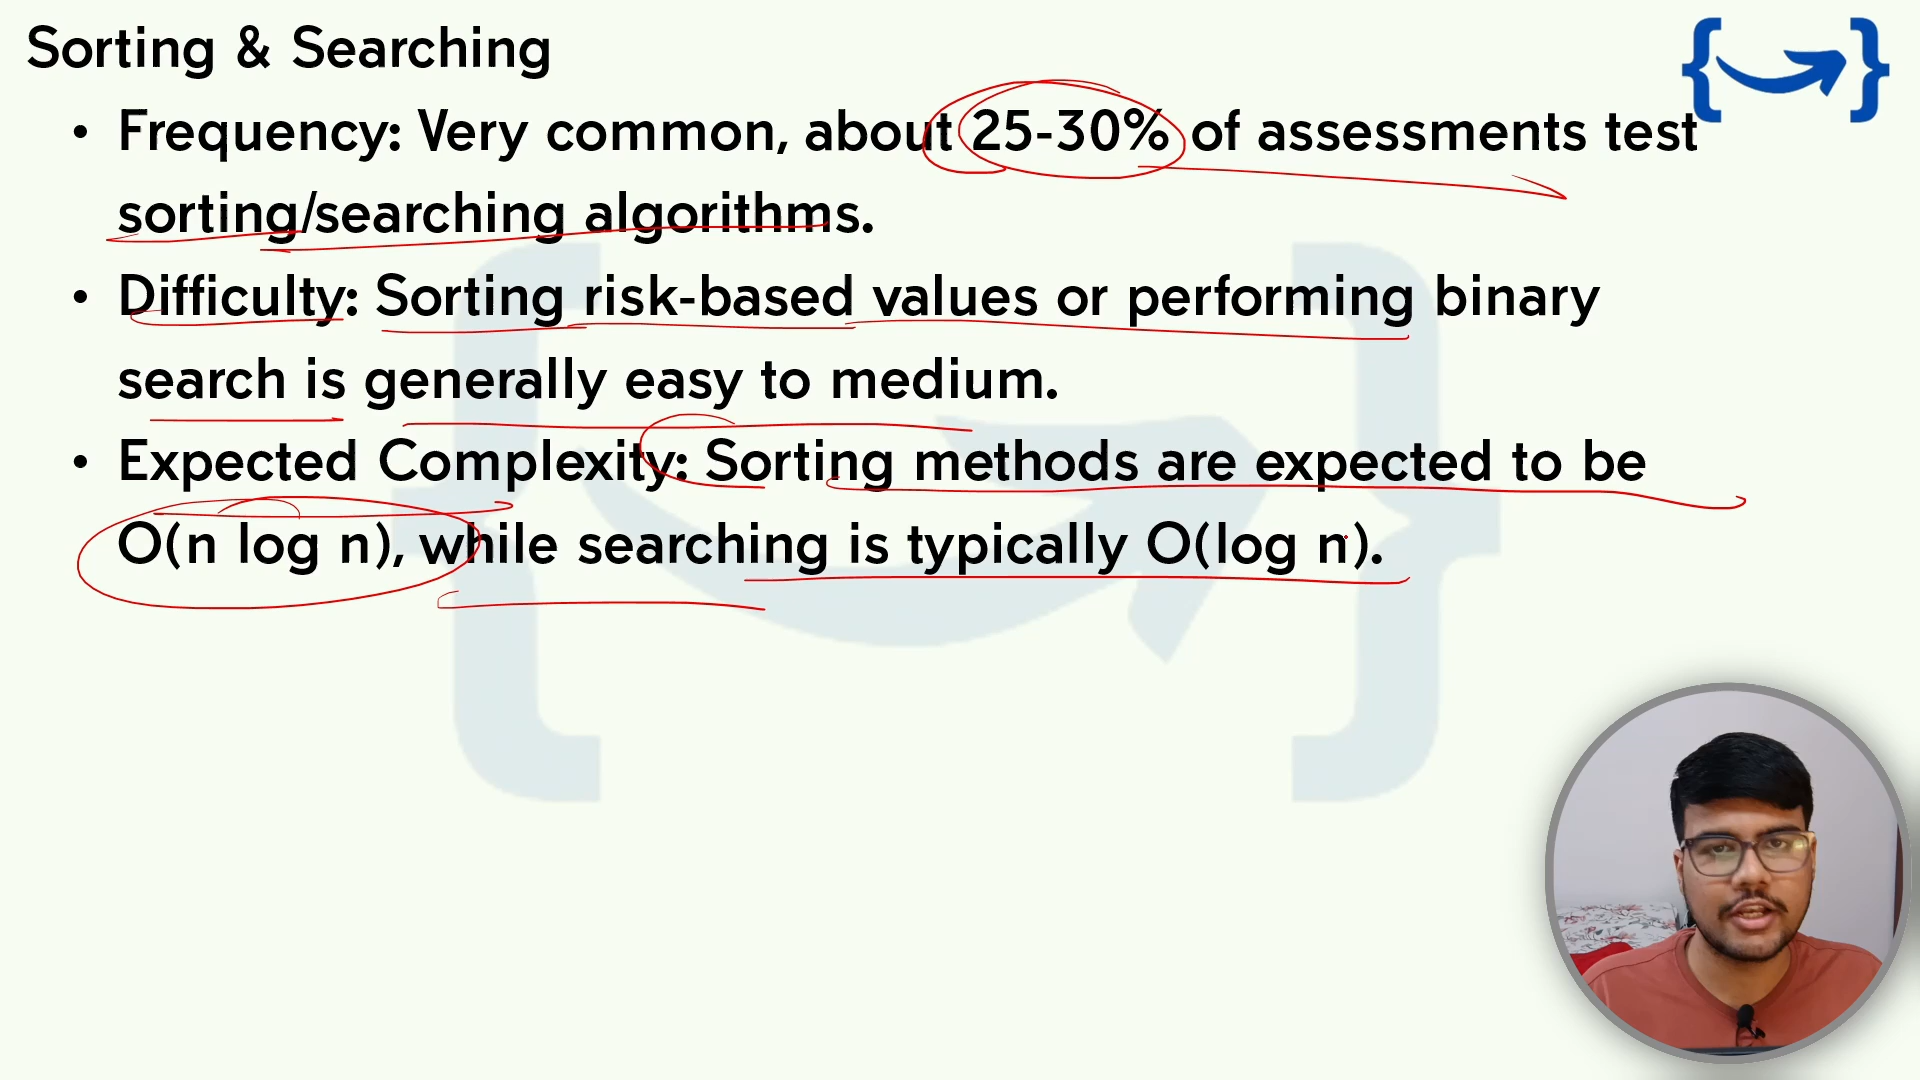 Sorting & Searching
• Frequency: Very common, about 25-30% of assessments test
sorting/searching algorithms.
• Difficulty: Sorting risk-based values or performing binary
search is generally easy to medium.
• Expected Complexity: Sorting methods are expected to be
O(n log n), while searching is typically O(log n).